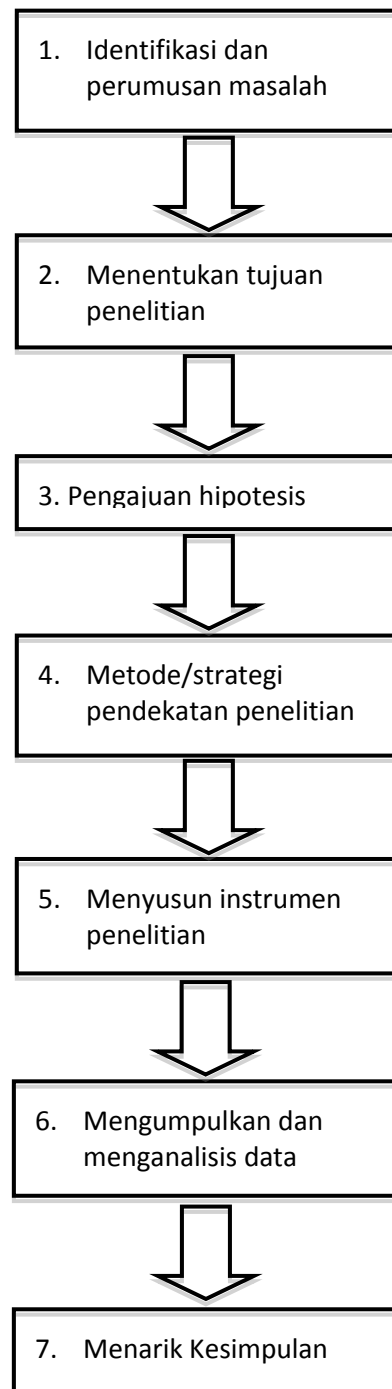 1. Identifikasi dan
perumusan masalah
2. Menentukan tujuan
penelitian
3. Pengajuan hipotesis
4. Metode/strategi
pendekatan penelitian
5. Menyusun instrumen
penelitian
6. Mengumpulkan dan
menganalisis data
7. Menarik Kesimpulan